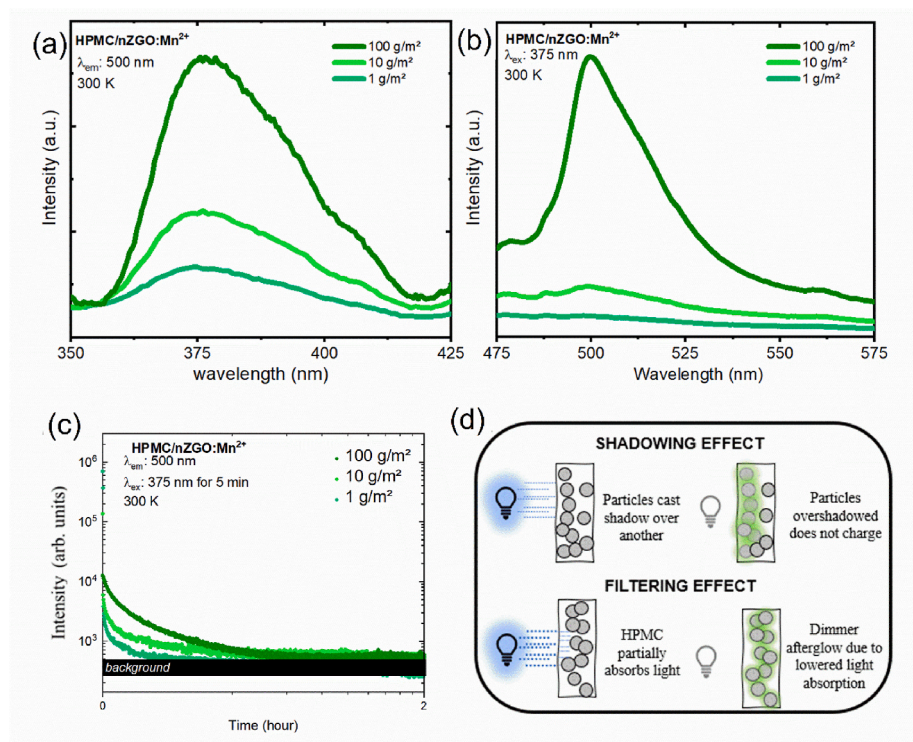 (a)
HPMC/nZGO:Mn²⁺
λem: 500 nm
300 K
100 g/m²
10 g/m²
1 g/m²
Intensity (a.u.)
350 375 400 425
wavelength (nm)
(b)
HPMC/nZGO:Mn²⁺
λex: 375 nm
300 K
100 g/m²
10 g/m²
1 g/m²
Intensity (a.u.)
475 500 525 550 575
Wavelength (nm)
(c)
HPMC/nZGO:Mn²⁺
λem: 500 nm
λex: 375 nm for 5 min
300 K
100 g/m²
10 g/m²
1 g/m²
Intensity (arb. units)
10⁶
10⁵
10⁴
10³
background
0 2
Time (hour)
(d)
SHADOWING EFFECT
Particles cast
shadow over
another
Particles
overshadowed
does not charge
FILTERING EFFECT
HPMC
partially
absorbs light
Dimmer
afterglow due to
lowered light
absorption